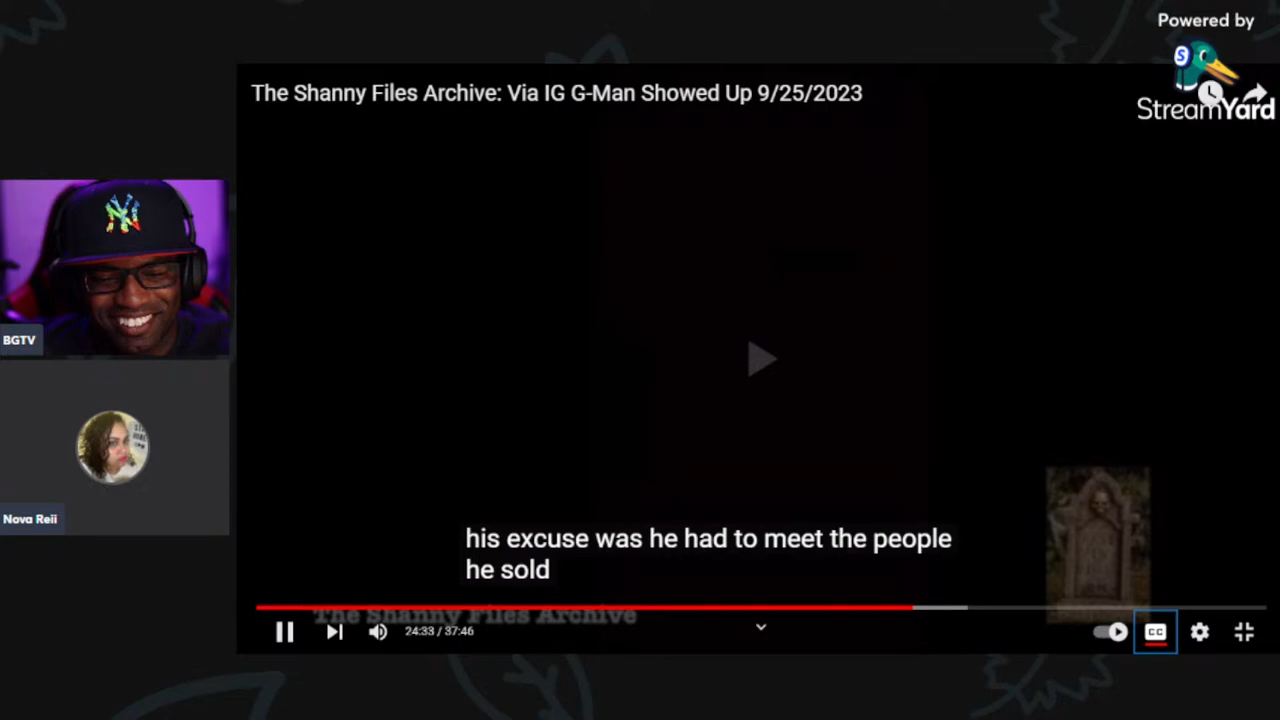 Powered by
StreamYard
The Shanny Files Archive: Via IG G-Man Showed Up 9/25/2023
BGTV
Nova Reii
his excuse was he had to meet the people
he sold
The Shanny Files Archive
24:33 / 37:46
CC